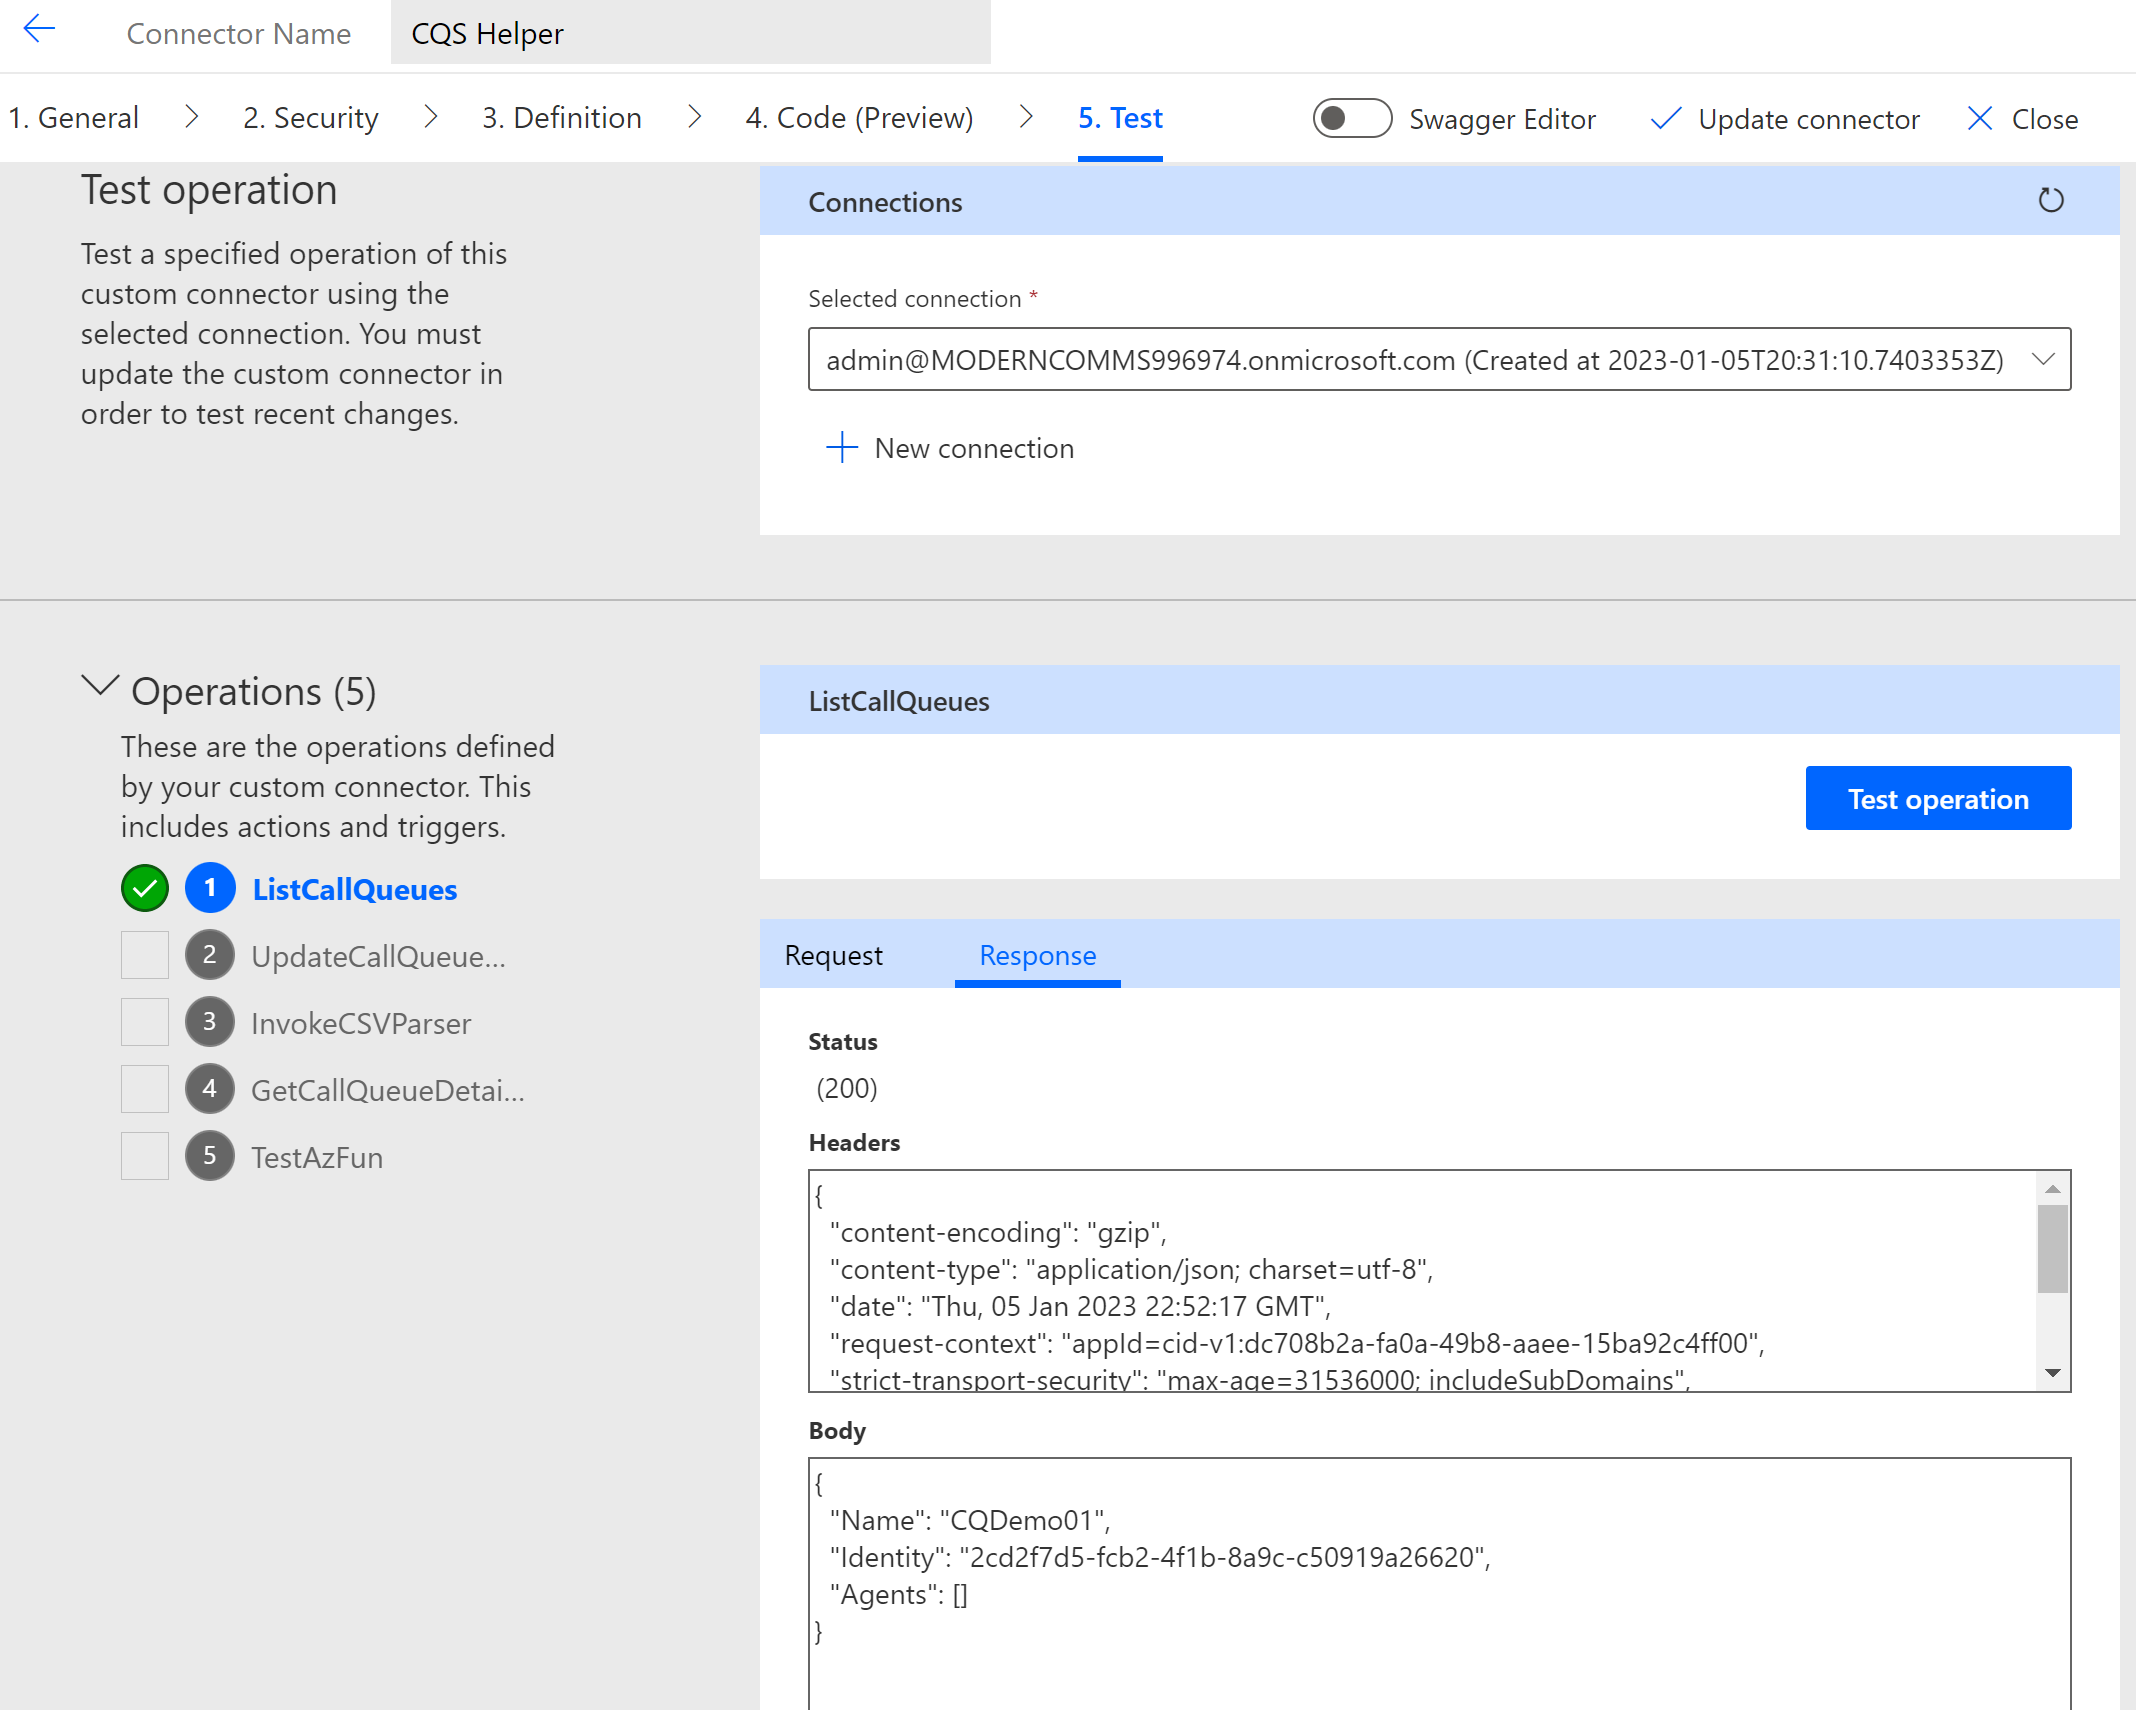 Connector Name
CQS Helper
1. General
2. Security
3. Definition
4. Code (Preview)
5. Test
Swagger Editor
Update connector
Close
Test operation
Test a specified operation of this
custom connector using the
selected connection. You must
update the custom connector in
order to test recent changes.
Connections
Selected connection *
admin@MODERNCOMMS996974.onmicrosoft.com (Created at 2023-01-05T20:31:10.7403353Z)
New connection
Operations (5)
These are the operations defined
by your custom connector. This
includes actions and triggers.
1 ListCallQueues
2 UpdateCallQueue...
3 InvokeCSVParser
4 GetCallQueueDetai...
5 TestAzFun
ListCallQueues
Test operation
Request
Response
Status
(200)
Headers
{
"content-encoding": "gzip",
"content-type": "application/json; charset=utf-8",
"date": "Thu, 05 Jan 2023 22:52:17 GMT",
"request-context": "appId=cid-v1:dc708b2a-fa0a-49b8-aaee-15ba92c4ff00",
"strict-transport-security": "max-age=31536000; includeSubDomains",
Body
{
"Name": "CQDemo01",
"Identity": "2cd2f7d5-fcb2-4f1b-8a9c-c50919a26620",
"Agents": []
}